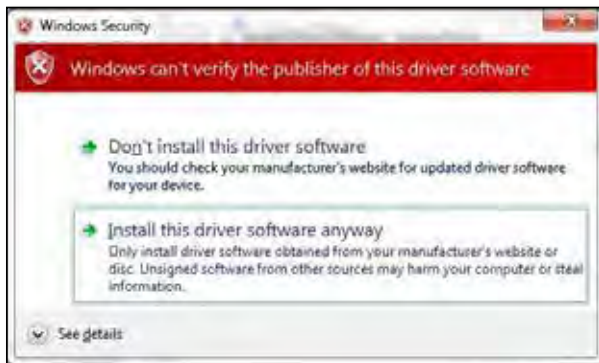 Windows Security
Windows can't verify the publisher of this driver software
Don't install this driver software
You should check your manufacturer's website for updated driver software
for your device.
Install this driver software anyway
Only install driver software obtained from your manufacturer's website or
disc. Unsigned software from other sources may harm your computer or steal
information.
See details